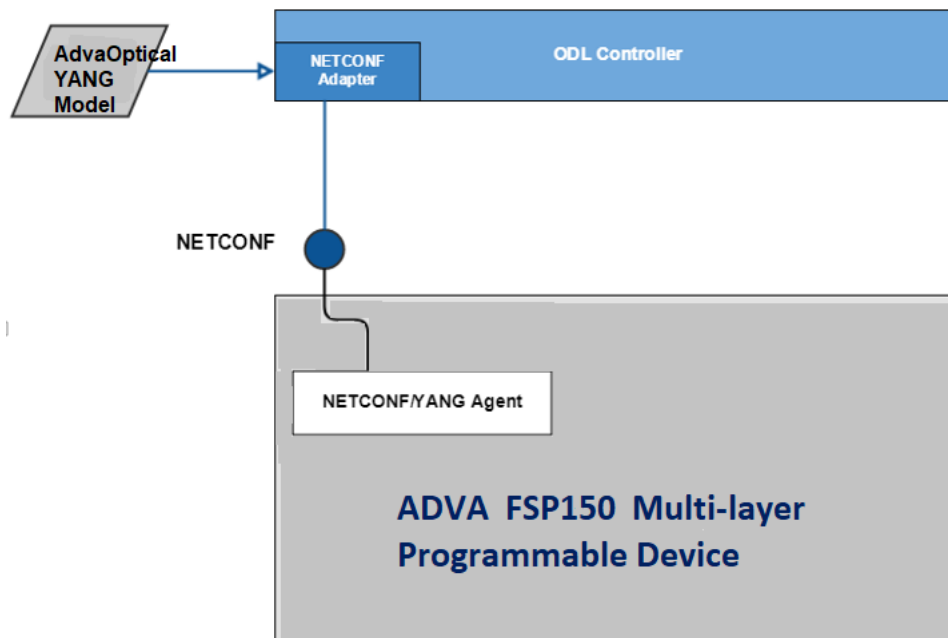 AdvaOptical
YANG
Model
NETCONF
Adapter
ODL Controller
NETCONF
NETCONF/YANG Agent
ADVA FSP150 Multi-layer
Programmable Device